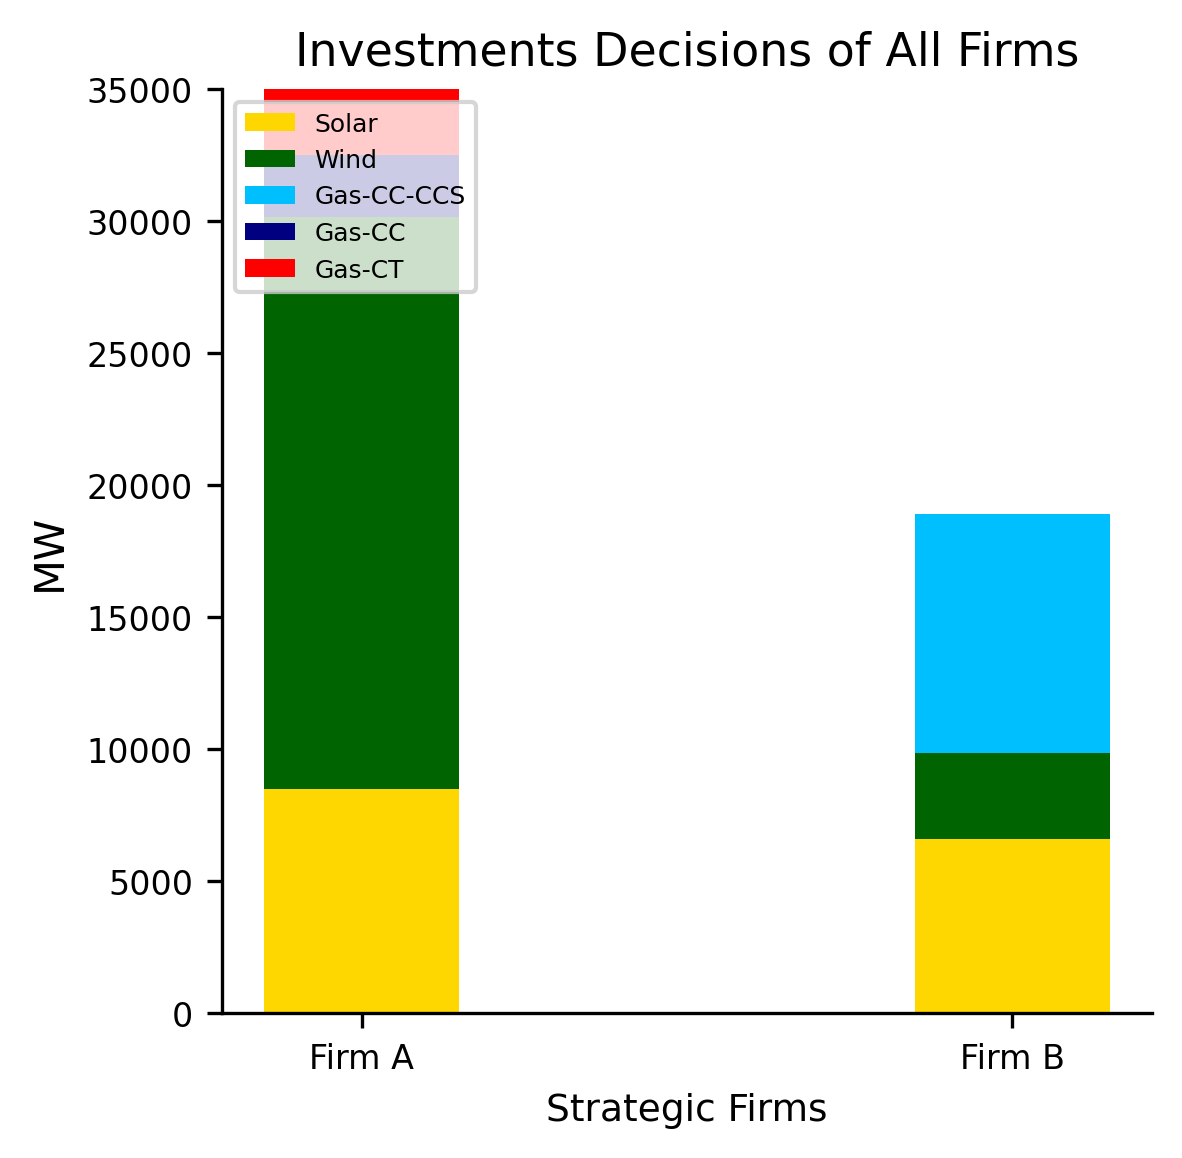 Investments Decisions of All Firms
35000
30000
25000
20000
15000
10000
5000
0
MW
Solar
Wind
Gas-CC-CCS
Gas-CC
Gas-CT
Firm A
Firm B
Strategic Firms